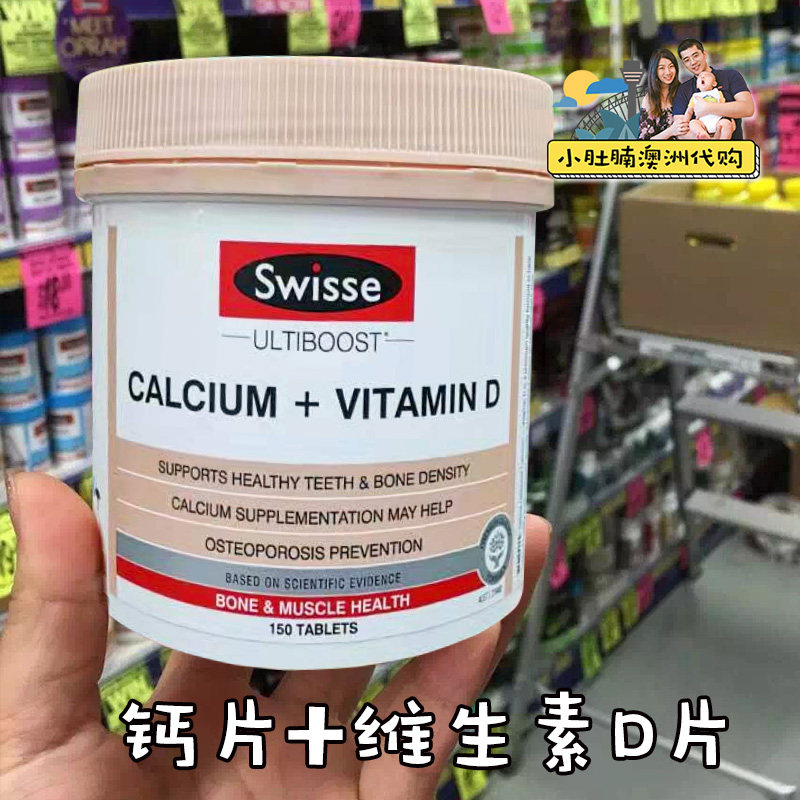 MEET
OPRAH
小肚腩澳洲代购
Swisse
ULTIBOOST
CALCIUM + VITAMIN D
SUPPORTS HEALTHY TEETH & BONE DENSITY
CALCIUM SUPPLEMENTATION MAY HELP
OSTEOPOROSIS PREVENTION
BASED ON SCIENTIFIC EVIDENCE
BONE & MUSCLE HEALTH
150 TABLETS
钙片+维生素D片